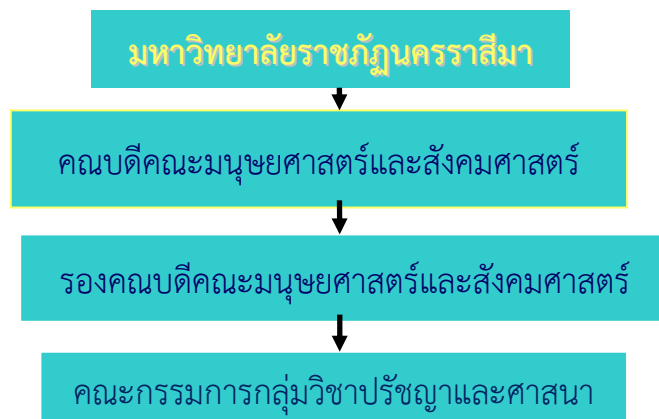 มหาวิทยาลัยราชภัฏนครราสีมา
คณบดีคณะมนุษยศาสตร์และสังคมศาสตร์
รองคณบดีคณะมนุษยศาสตร์และสังคมศาสตร์
คณะกรรมการกลุ่มวิชาปรัชญาและศาสนา